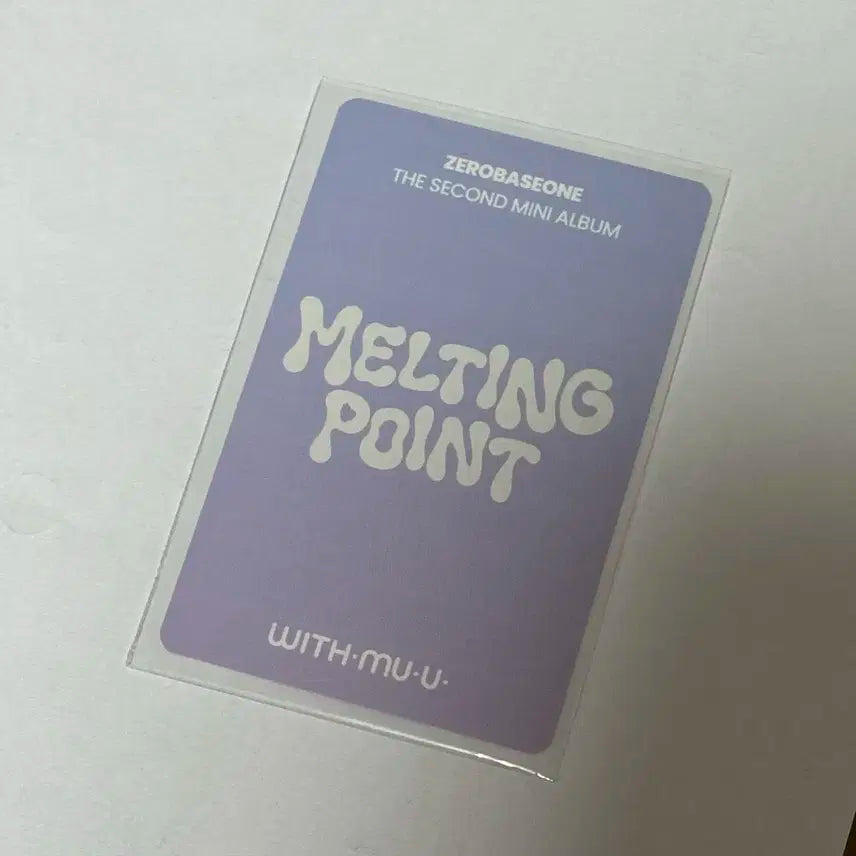 ZEROBASEONE
THE SECOND MINI ALBUM
MELTING
POINT
WITH·MU·U·